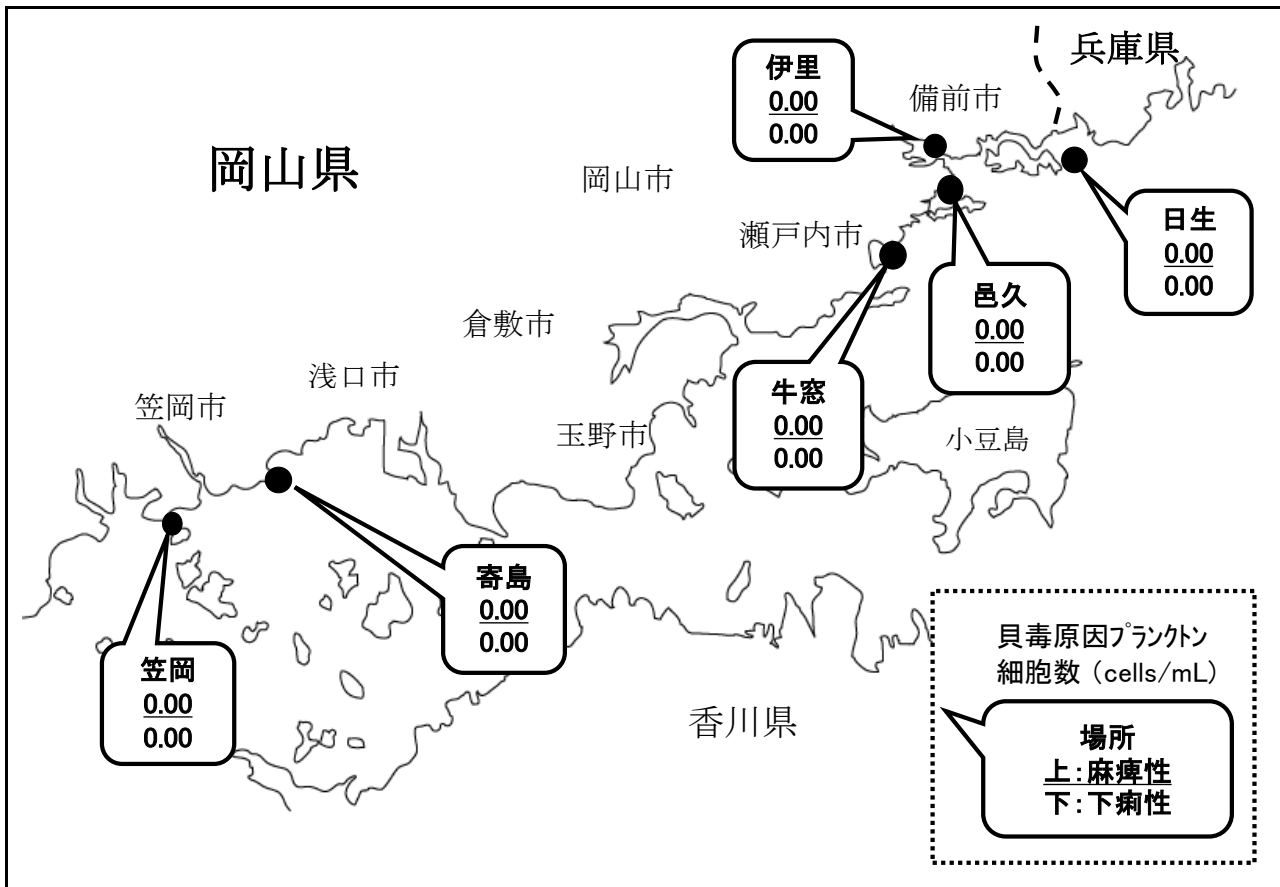 兵庫県
伊里
0.00
0.00
備前市
岡山県
岡山市
日生
0.00
0.00
瀬戸内市
邑久
0.00
0.00
倉敷市
牛窓
0.00
0.00
浅口市
笠岡市
玉野市
小豆島
寄島
0.00
0.00
笠岡
0.00
0.00
香川県
貝毒原因プランクトン
細胞数 (cells/mL)
場所
上:麻痺性
下:下痢性